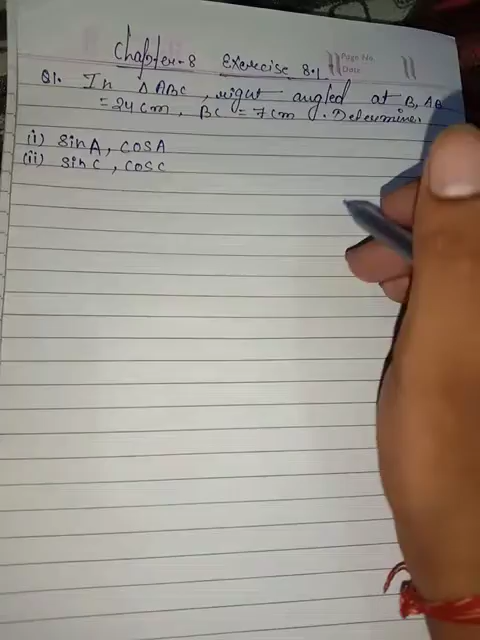 Chapter-8 Exercise 8.1
Page No.
Date
Q1. In △ABC, right angled at B, AB
= 24 cm, BC = 7 cm. Determine.
(i) sin A, cos A
(ii) sin C, cos C